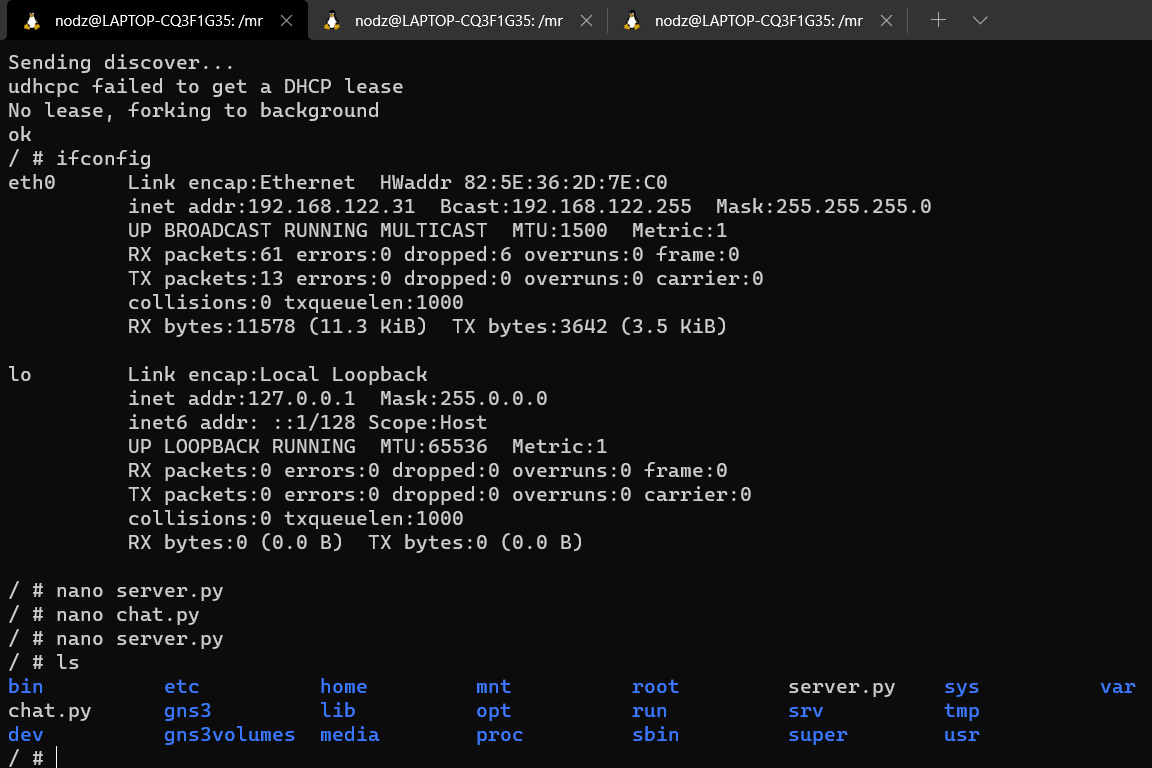 nodz@LAPTOP-CQ3F1G35: /mr nodz@LAPTOP-CQ3F1G35: /mr nodz@LAPTOP-CQ3F1G35: /mr
Sending discover...
udhcpc failed to get a DHCP lease
No lease, forking to background
ok
/ # ifconfig
eth0      Link encap:Ethernet  HWaddr 82:5E:36:2D:7E:C0
          inet addr:192.168.122.31  Bcast:192.168.122.255  Mask:255.255.255.0
          UP BROADCAST RUNNING MULTICAST  MTU:1500  Metric:1
          RX packets:61 errors:0 dropped:6 overruns:0 frame:0
          TX packets:13 errors:0 dropped:0 overruns:0 carrier:0
          collisions:0 txqueuelen:1000
          RX bytes:11578 (11.3 KiB)  TX bytes:3642 (3.5 KiB)

lo        Link encap:Local Loopback
          inet addr:127.0.0.1  Mask:255.0.0.0
          inet6 addr: ::1/128 Scope:Host
          UP LOOPBACK RUNNING  MTU:65536  Metric:1
          RX packets:0 errors:0 dropped:0 overruns:0 frame:0
          TX packets:0 errors:0 dropped:0 overruns:0 carrier:0
          collisions:0 txqueuelen:1000
          RX bytes:0 (0.0 B)  TX bytes:0 (0.0 B)

/ # nano server.py
/ # nano chat.py
/ # nano server.py
/ # ls
bin          etc          home         mnt          root         server.py    sys          var
chat.py      gns3         lib          opt          run          srv          tmp
dev          gns3volumes  media        proc         sbin         super        usr
/ #